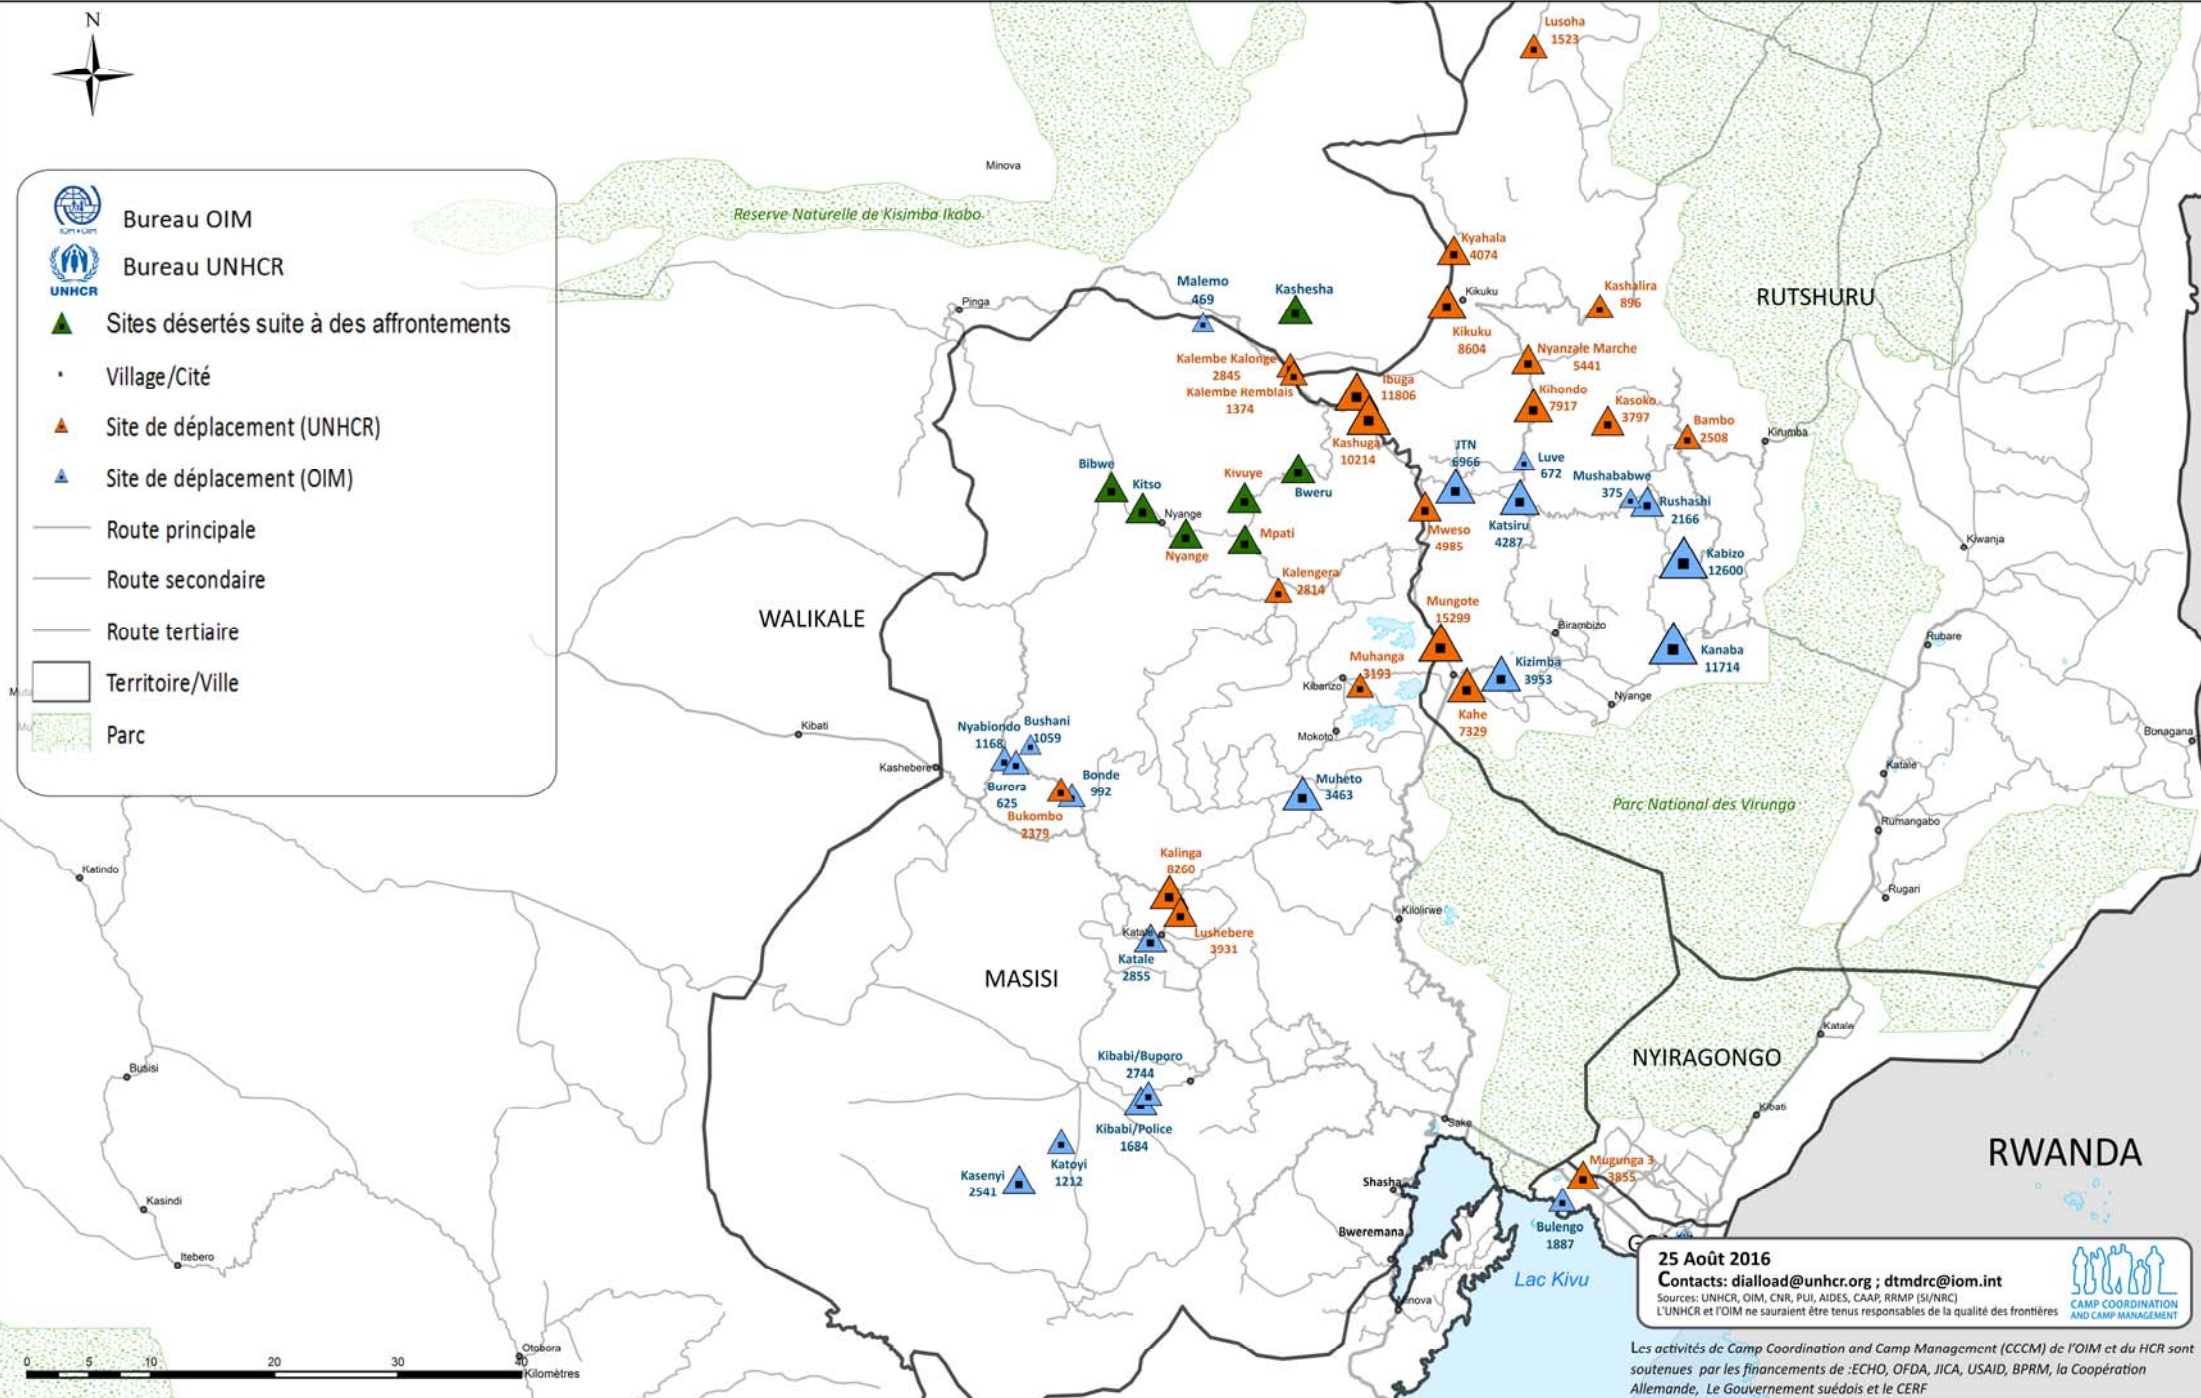 N
IOM • OIM
Bureau OIM
Bureau UNHCR
UNHCR
Sites désertés suite à des affrontements
Village/Cité
Site de déplacement (UNHCR)
Site de déplacement (OIM)
Route principale
Route secondaire
Route tertiaire
Territoire/Ville
Parc
Lusoha
1523
Minova
Reserve Naturelle de Kisimba Ikobo
Kyahala
4074
Kikuku
Kikuku
8604
Kashalira
896
RUTSHURU
Pinga
Malemo
469
Kashesha
Kalembe Kalonge
2845
Kalembe Remblais
1374
Ibuga
11806
Kashuga
10214
Nyanzale Marche
5441
Kihondo
7917
Kasoko
3797
Bambo
2508
Kirumba
JTN
6966
Luve
672
Mushababwe
375
Rushashi
2166
Katsiru
4287
Bibwe
Kitso
Nyange
Nyange
Kivuye
Bweru
Mpati
Mweso
4985
Kabizo
12600
Kiwanja
Kalengera
2814
WALIKALE
Mungote
15299
Birambizo
Rubare
Kanaba
11714
Muhanga
3193
Kibanzo
Kizimba
3953
Kahe
7329
Nyange
Mokoto
Bunagana
Kibati
Kashebere
Nyabiondo
1168
Bushani
1059
Burora
625
Bonde
992
Bukombo
2379
Muheto
3463
Katale
Parc National des Virunga
Rumangabo
Kalinga
8260
Katindo
Rugari
Kilolirwe
Lushebere
3931
Katale
Katale
2855
MASISI
Katale
NYIRAGONGO
Kibabi/Buporo
2744
Kibabi/Police
1684
Busisi
Kibati
Sake
RWANDA
Katoyi
1212
Kasenyi
2541
Shasha
Mugunga 3
3855
Kasindi
Bweremana
Bulengo
1887
Itebero
Lac Kivu
Minova
25 Août 2016
Contacts: dialload@unhcr.org ; dtmdrc@iom.int
Sources: UNHCR, OIM, CNR, PUI, AIDES, CAAP, RRMP (SI/NRC)
L'UNHCR et l'OIM ne sauraient être tenus responsables de la qualité des frontières
CAMP COORDINATION
AND CAMP MANAGEMENT
Les activités de Camp Coordination and Camp Management (CCCM) de l'OIM et du HCR sont
soutenues par les financements de :ECHO, OFDA, JICA, USAID, BPRM, la Coopération
Allemande, Le Gouvernement suédois et le CERF
Otobora
0 5 10 20 30 40
Kilomètres